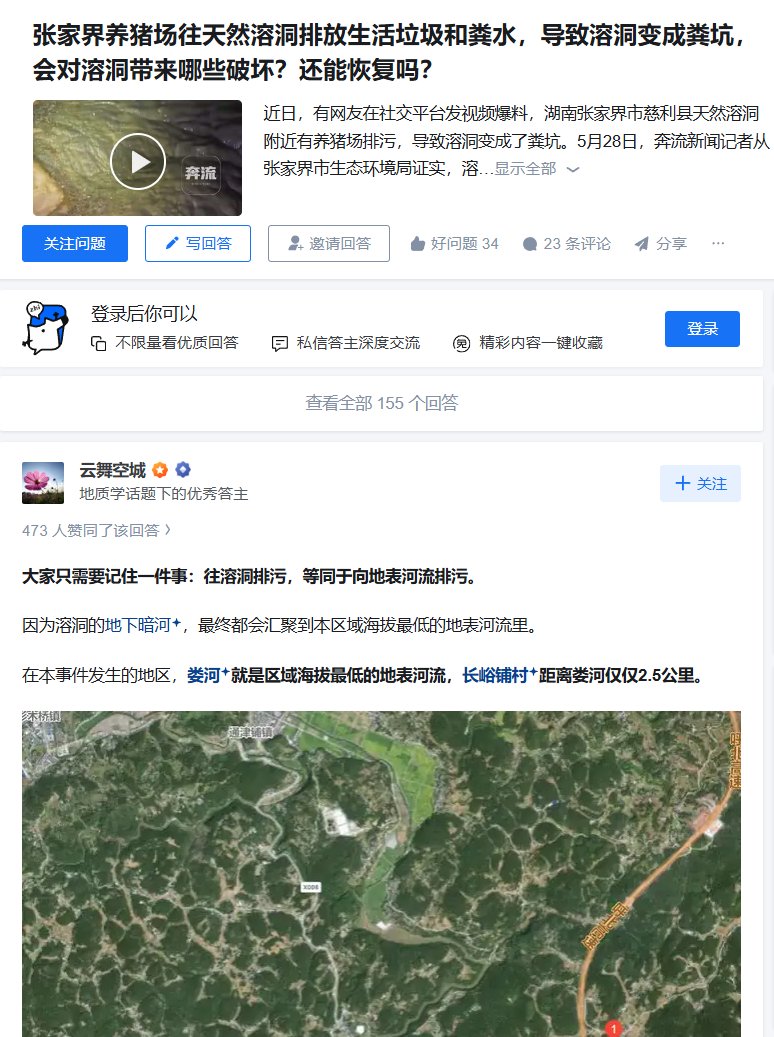 张家界养猪场往天然溶洞排放生活垃圾和粪水，导致溶洞变成粪坑，
会对溶洞带来哪些破坏？还能恢复吗？
近日，有网友在社交平台发视频爆料，湖南张家界市慈利县天然溶洞
附近有养猪场排污，导致溶洞变成了粪坑。5月28日，奔流新闻记者从
张家界市生态环境局证实，溶...显示全部
奔流
关注问题 写回答 邀请回答 好问题 34 23 条评论 分享 ···
zhi
登录后你可以
不限量看优质回答 私信答主深度交流 精彩内容一键收藏
登录
查看全部 155 个回答
云舞空城
地质学话题下的优秀答主
+ 关注
473 人赞同了该回答
大家只需要记住一件事：往溶洞排污，等同于向地表河流排污。
因为溶洞的地下暗河，最终都会汇聚到本区域海拔最低的地表河流里。
在本事件发生的地区，娄河就是区域海拔最低的地表河流，长峪铺村距离娄河仅仅2.5公里。
通津铺镇
X006
1